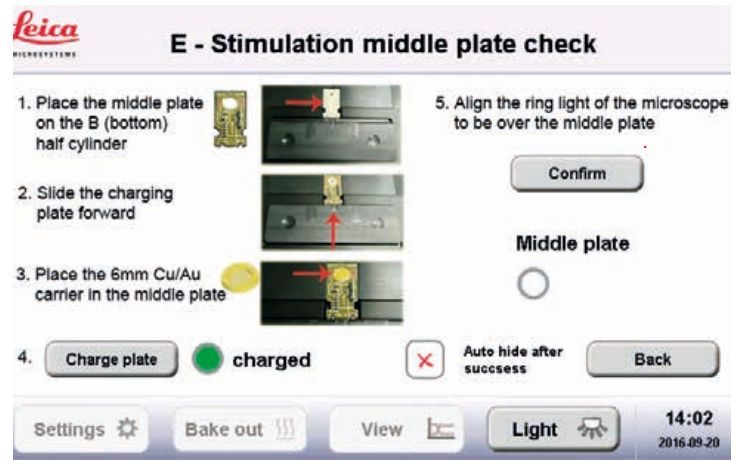 Leica
MICROSYSTEMS
E - Stimulation middle plate check
1. Place the middle plate
on the B (bottom)
half cylinder
2. Slide the charging
plate forward
3. Place the 6mm Cu/Au
carrier in the middle plate
4. Charge plate
charged
5. Align the ring light of the microscope
to be over the middle plate
Confirm
Middle plate
Auto hide after
succsess
Back
Settings
Bake out
View
Light
14:02
2016-09-20